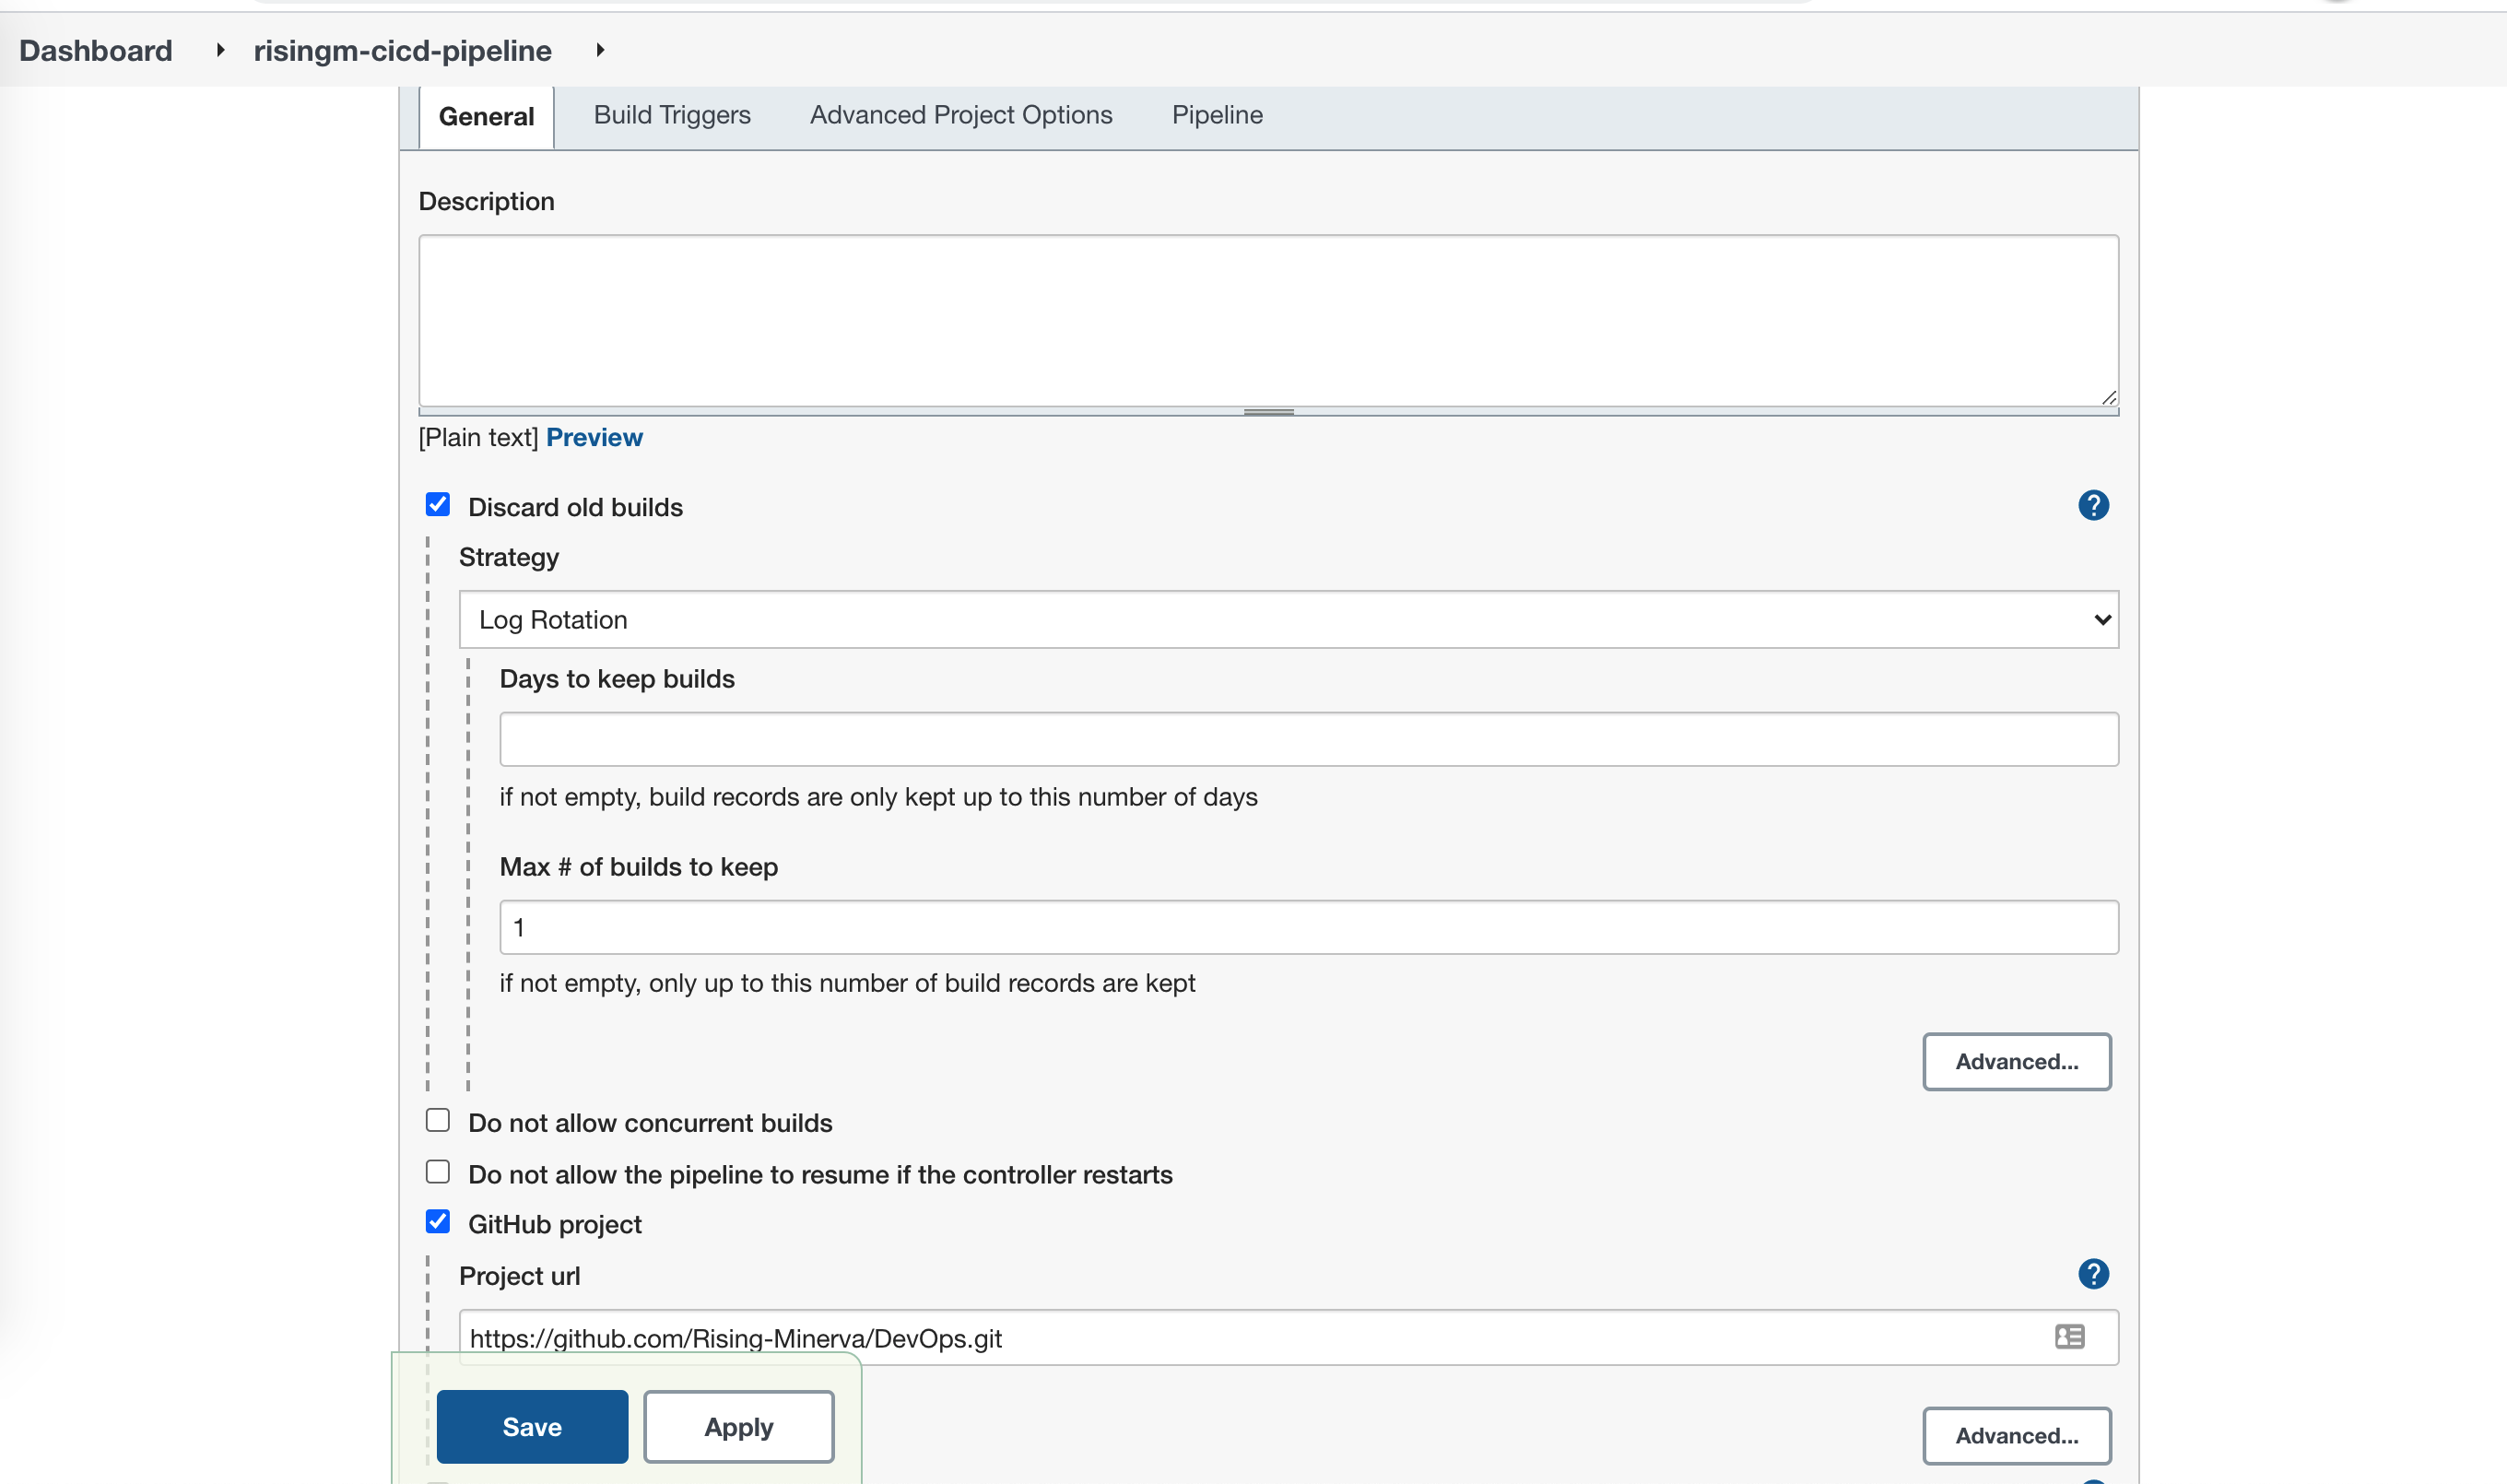 Dashboard risingm-cicd-pipeline
General Build Triggers Advanced Project Options Pipeline
Description
[Plain text] Preview
Discard old builds ?
Strategy
Log Rotation
Days to keep builds
if not empty, build records are only kept up to this number of days
Max # of builds to keep
1
if not empty, only up to this number of build records are kept
Advanced...
Do not allow concurrent builds
Do not allow the pipeline to resume if the controller restarts
GitHub project
Project url ?
https://github.com/Rising-Minerva/DevOps.git
Save Apply Advanced...